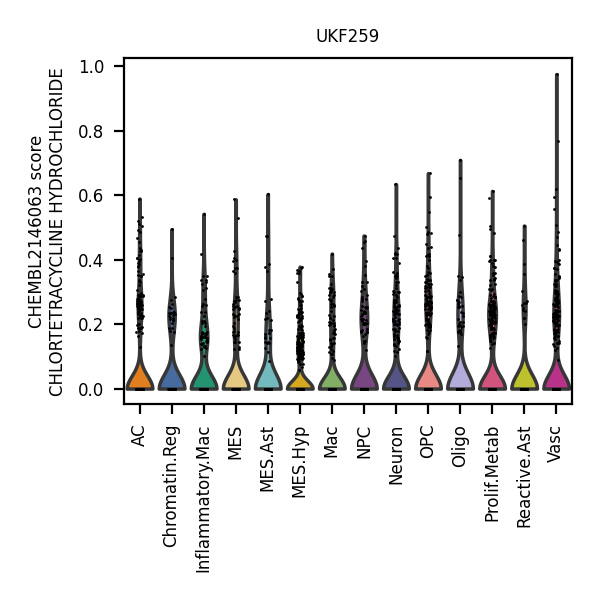 UKF259
CHEMBL2146063 score
CHLORTETRACYCLINE HYDROCHLORIDE
1.0
0.8
0.6
0.4
0.2
0.0
AC
Chromatin.Reg
Inflammatory.Mac
MES
MES.Ast
MES.Hyp
Mac
NPC
Neuron
OPC
Oligo
Prolif.Metab
Reactive.Ast
Vasc